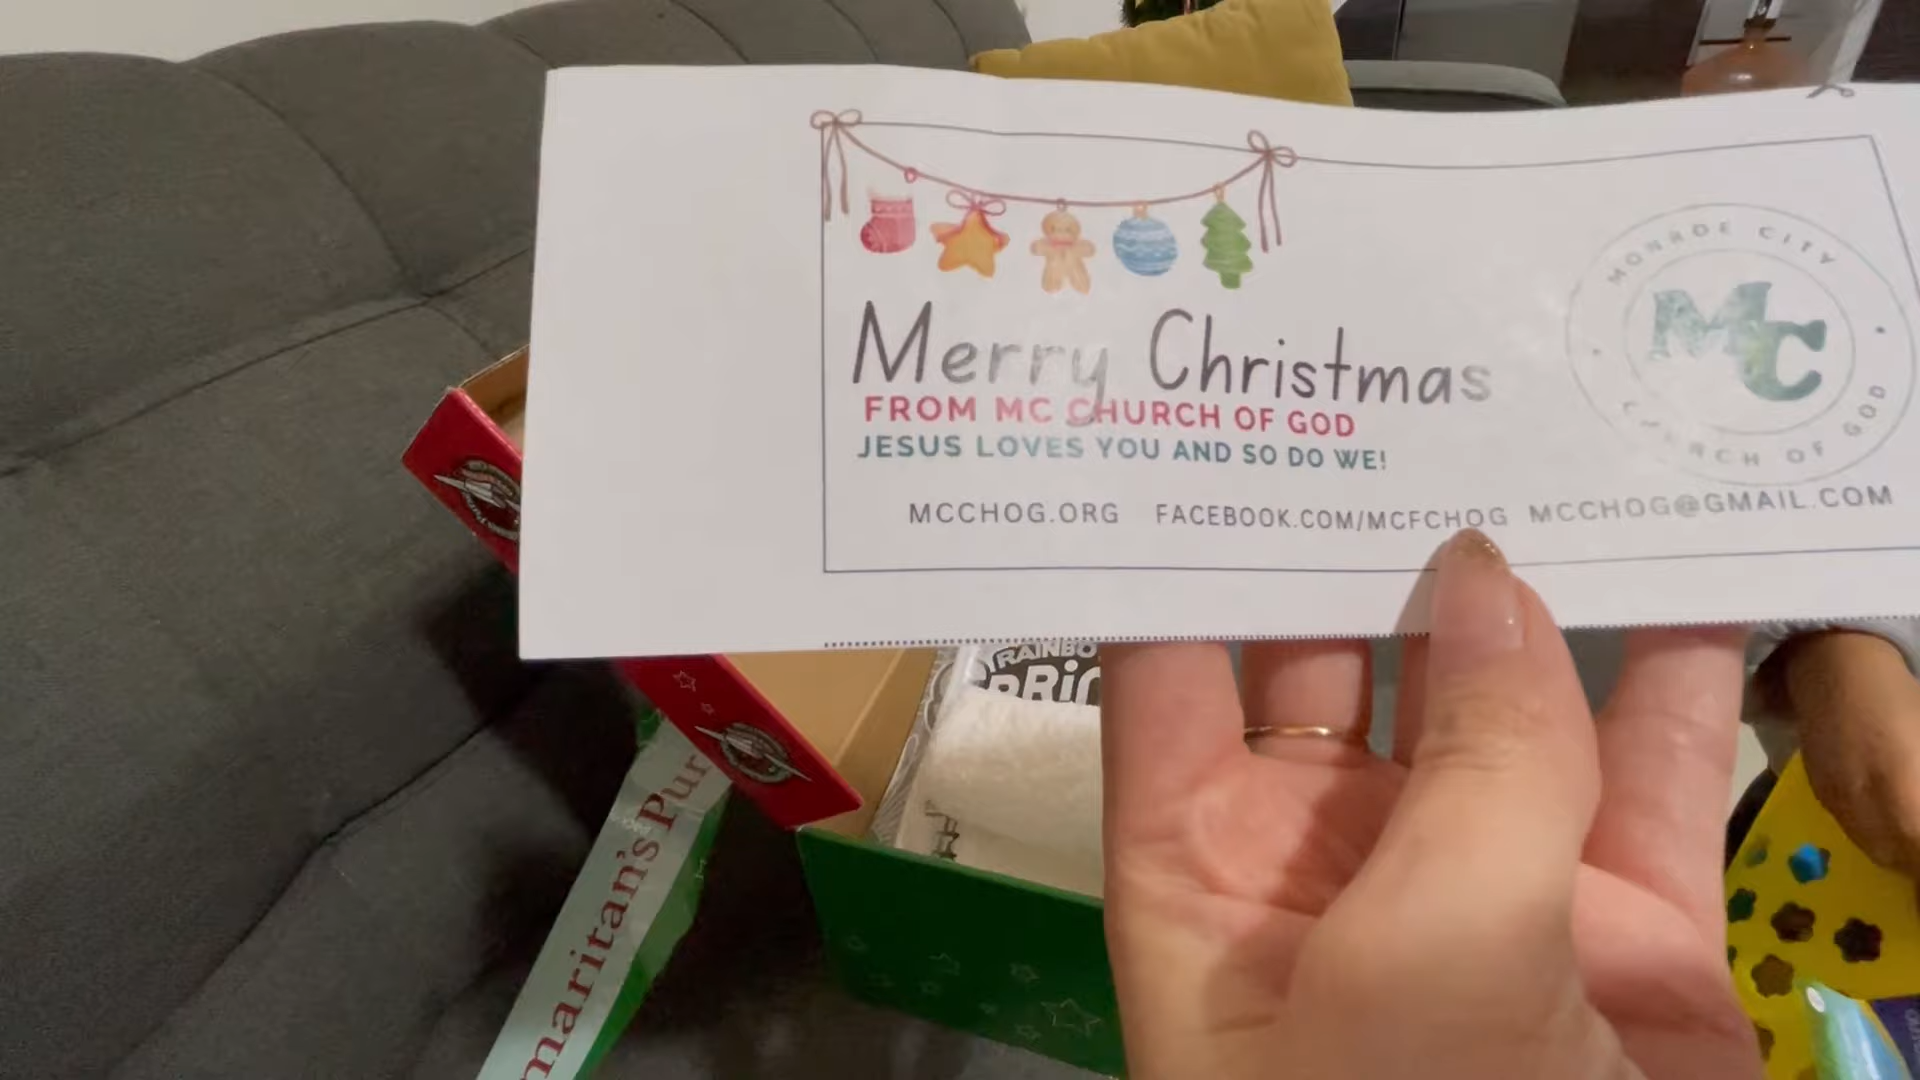 Merry Christmas
FROM MC CHURCH OF GOD
JESUS LOVES YOU AND SO DO WE!
MCCHOG.ORG FACEBOOK.COM/MCFCHOG MCCHOG@GMAIL.COM
MONROE CITY
MC
CHURCH OF GOD
RAINBO
maritan's Pur